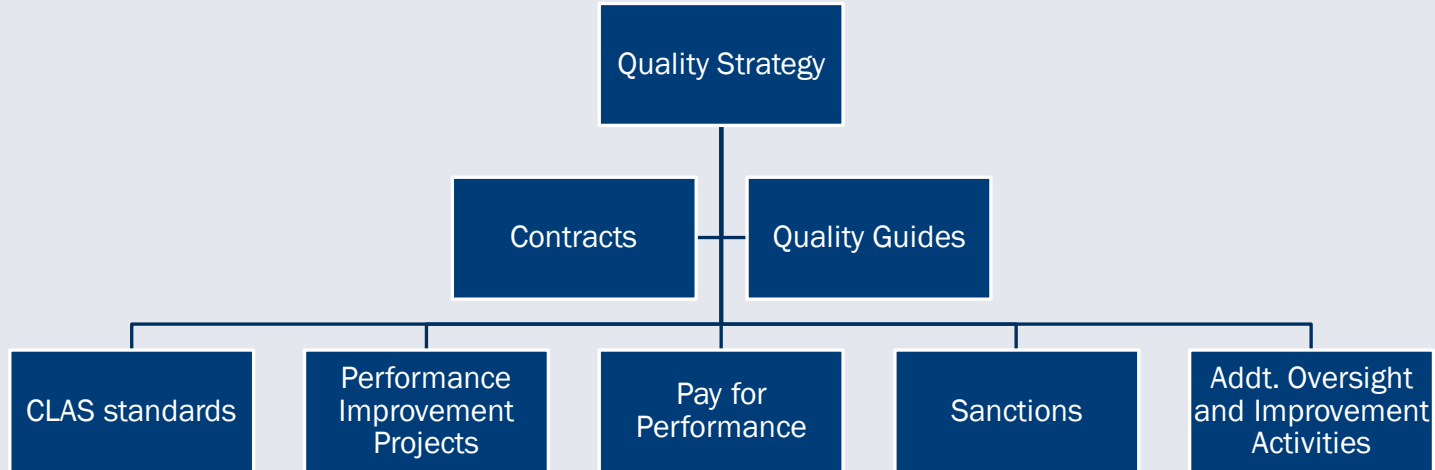 Quality Strategy
Contracts
Quality Guides
CLAS standards
Performance
Improvement
Projects
Pay for
Performance
Sanctions
Addt. Oversight
and Improvement
Activities